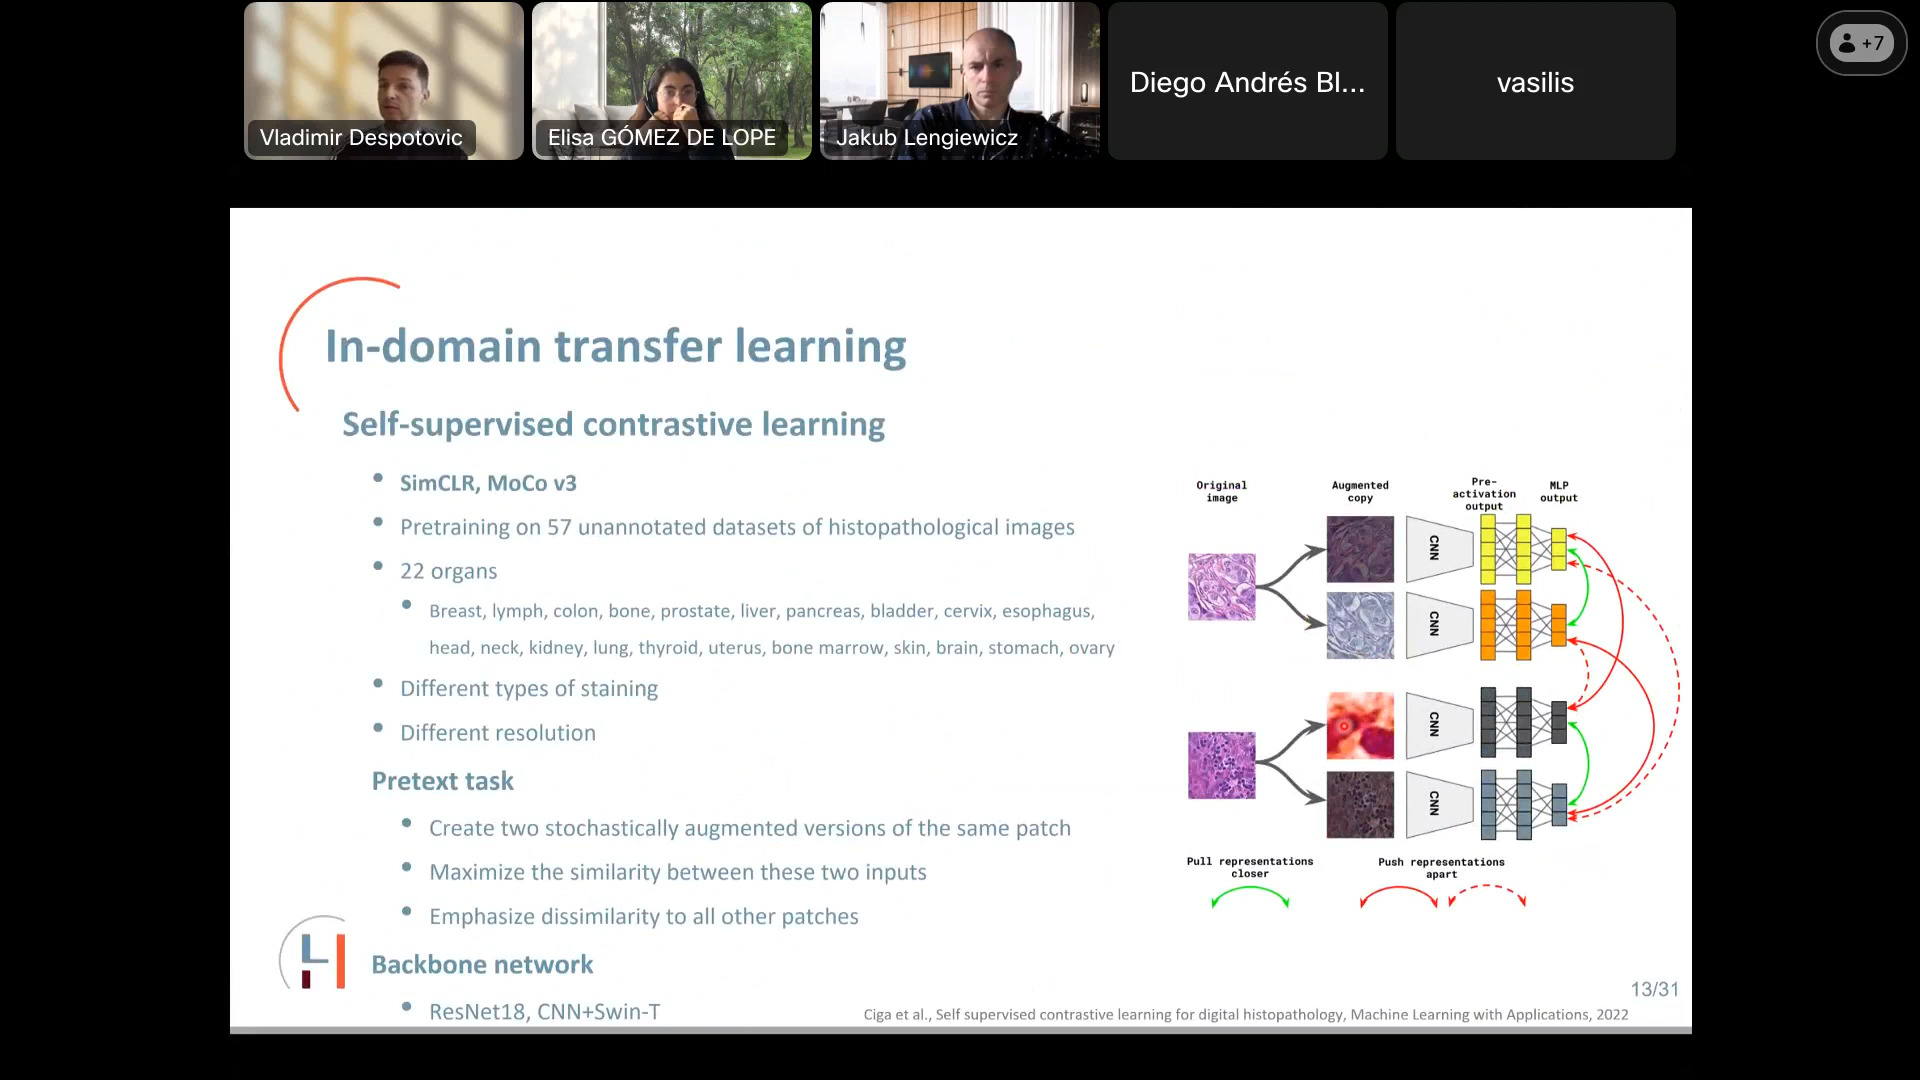 Vladimir Despotovic
Elisa GÓMEZ DE LOPE
Jakub Lengiewicz
Diego Andrés Bl...
vasilis
+7
In-domain transfer learning
Self-supervised contrastive learning
• SimCLR, MoCo v3
• Pretraining on 57 unannotated datasets of histopathological images
• 22 organs
• Breast, lymph, colon, bone, prostate, liver, pancreas, bladder, cervix, esophagus,
head, neck, kidney, lung, thyroid, uterus, bone marrow, skin, brain, stomach, ovary
• Different types of staining
• Different resolution
Pretext task
• Create two stochastically augmented versions of the same patch
• Maximize the similarity between these two inputs
• Emphasize dissimilarity to all other patches
Backbone network
• ResNet18, CNN+Swin-T
Original
image
Augmented
copy
Pre-
activation
output
MLP
output
CNN
CNN
CNN
CNN
Pull representations
closer
Push representations
apart
13/31
Ciga et al., Self supervised contrastive learning for digital histopathology, Machine Learning with Applications, 2022